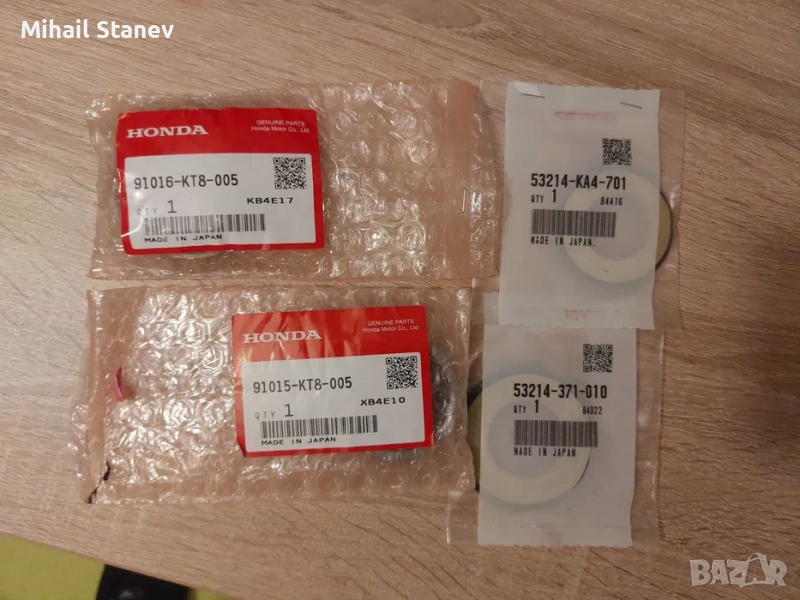 Mihail Stanev
HONDA
GENUINE PARTS
Honda Motor Co., Ltd.
91016-KT8-005
QTY 1
KB4E17
MADE IN JAPAN
53214-KA4-701
QTY 1
B4A16
MADE IN JAPAN
HONDA
GENUINE PARTS
Honda Motor Co., Ltd.
91015-KT8-005
QTY 1
XB4E10
MADE IN JAPAN
53214-371-010
QTY 1
B4D22
MADE IN JAPAN
BAZAR